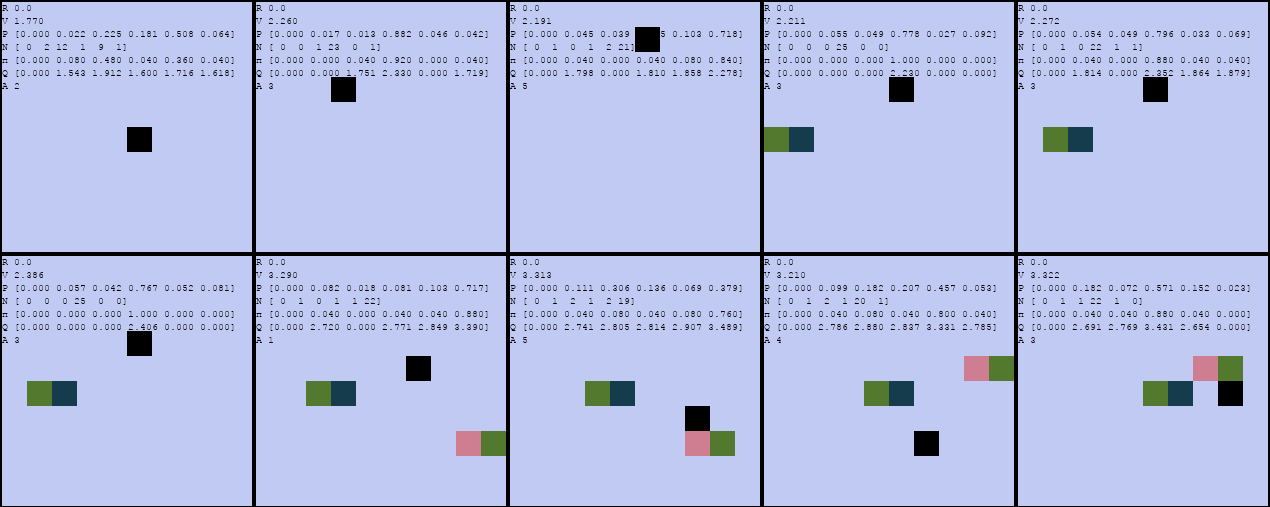 R 0.0
V 1.770
P [0.000 0.022 0.225 0.181 0.508 0.064]
N [ 0 2 12 1 9 1]
π [0.000 0.080 0.480 0.040 0.360 0.040]
Q [0.000 1.543 1.912 1.600 1.716 1.618]
A 2
R 0.0
V 2.260
P [0.000 0.017 0.013 0.882 0.046 0.042]
N [ 0 0 1 23 0 1]
π [0.000 0.000 0.040 0.920 0.000 0.040]
Q [0.000 0.000 1.751 2.330 0.000 1.719]
A 3
R 0.0
V 2.191
P [0.000 0.045 0.039 5 0.103 0.718]
N [ 0 1 0 1 2 21]
π [0.000 0.040 0.000 0.040 0.080 0.840]
Q [0.000 1.798 0.000 1.810 1.858 2.278]
A 5
R 0.0
V 2.211
P [0.000 0.055 0.049 0.778 0.027 0.092]
N [ 0 0 0 25 0 0]
π [0.000 0.000 0.000 1.000 0.000 0.000]
Q [0.000 0.000 0.000 2.230 0.000 0.000]
A 3
R 0.0
V 2.272
P [0.000 0.054 0.049 0.796 0.033 0.069]
N [ 0 1 0 22 1 1]
π [0.000 0.040 0.000 0.880 0.040 0.040]
Q [0.000 1.814 0.000 2.352 1.864 1.879]
A 3
R 0.0
V 2.386
P [0.000 0.057 0.042 0.767 0.052 0.081]
N [ 0 0 0 25 0 0]
π [0.000 0.000 0.000 1.000 0.000 0.000]
Q [0.000 0.000 0.000 2.406 0.000 0.000]
A 3
R 0.0
V 3.290
P [0.000 0.082 0.018 0.081 0.103 0.717]
N [ 0 1 0 1 1 22]
π [0.000 0.040 0.000 0.040 0.040 0.880]
Q [0.000 2.720 0.000 2.771 2.849 3.390]
A 1
R 0.0
V 3.313
P [0.000 0.111 0.306 0.136 0.069 0.379]
N [ 0 1 2 1 2 19]
π [0.000 0.040 0.080 0.040 0.080 0.760]
Q [0.000 2.741 2.805 2.814 2.907 3.489]
A 5
R 0.0
V 3.210
P [0.000 0.099 0.182 0.207 0.457 0.053]
N [ 0 1 2 1 20 1]
π [0.000 0.040 0.080 0.040 0.800 0.040]
Q [0.000 2.786 2.880 2.837 3.331 2.785]
A 4
R 0.0
V 3.322
P [0.000 0.182 0.072 0.571 0.152 0.023]
N [ 0 1 1 22 1 0]
π [0.000 0.040 0.040 0.880 0.040 0.000]
Q [0.000 2.691 2.769 3.431 2.654 0.000]
A 3